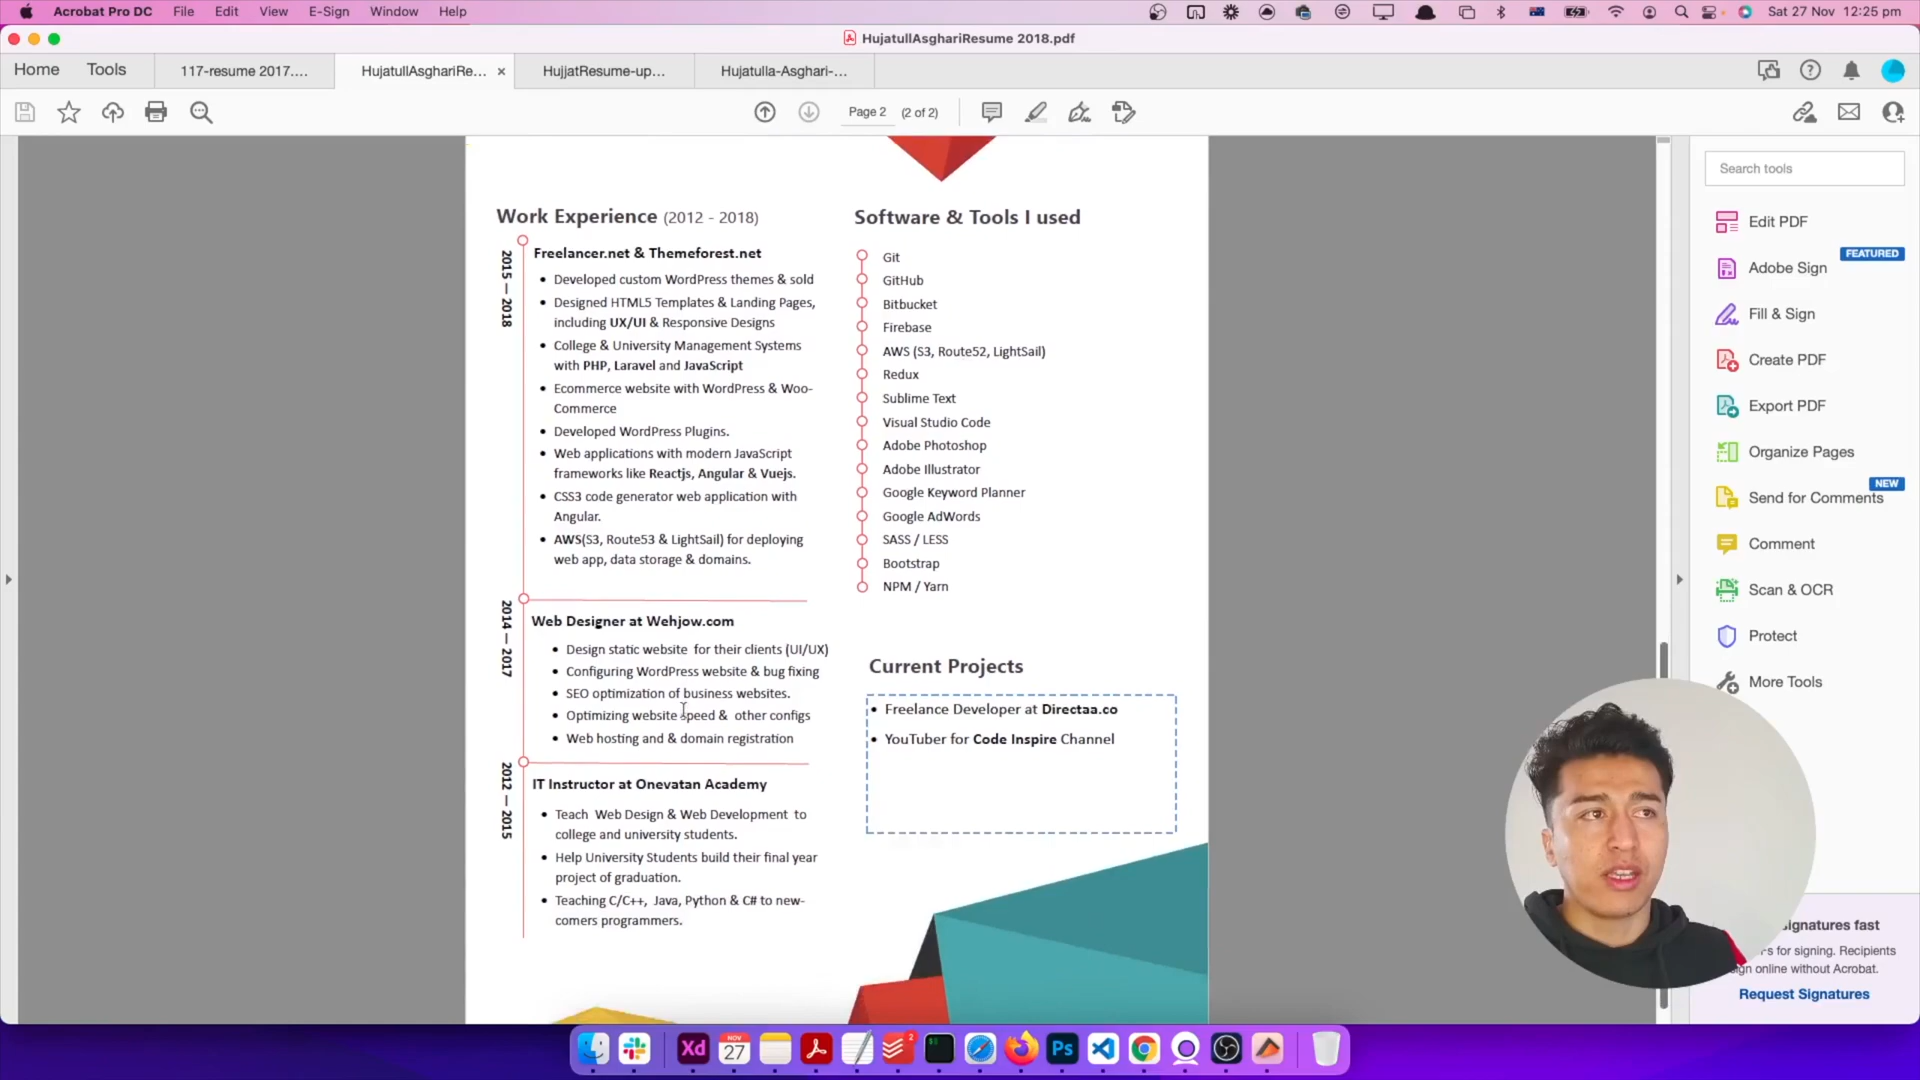 Acrobat Pro DC File Edit View E-Sign Window Help Sat 27 Nov 12:25 pm
HujatullAsghariResume 2018.pdf
Home Tools 117-resume 2017.... HujatullAsghariRe... × HujjatResume-up... Hujatulla-Asghari-...
Page 2 (2 of 2)
Work Experience (2012 - 2018)
2015 — 2018
Freelancer.net & Themeforest.net
• Developed custom WordPress themes & sold
• Designed HTML5 Templates & Landing Pages,
including UX/UI & Responsive Designs
• College & University Management Systems
with PHP, Laravel and JavaScript
• Ecommerce website with WordPress & Woo-
Commerce
• Developed WordPress Plugins.
• Web applications with modern JavaScript
frameworks like Reactjs, Angular & Vuejs.
• CSS3 code generator web application with
Angular.
• AWS(S3, Route53 & LightSail) for deploying
web app, data storage & domains.
2014 — 2017
Web Designer at Wehjow.com
• Design static website for their clients (UI/UX)
• Configuring WordPress website & bug fixing
• SEO optimization of business websites.
• Optimizing website speed & other configs
• Web hosting and & domain registration
2012 — 2015
IT Instructor at Onevatan Academy
• Teach Web Design & Web Development to
college and university students.
• Help University Students build their final year
project of graduation.
• Teaching C/C++, Java, Python & C# to new-
comers programmers.
Software & Tools I used
Git
GitHub
Bitbucket
Firebase
AWS (S3, Route52, LightSail)
Redux
Sublime Text
Visual Studio Code
Adobe Photoshop
Adobe Illustrator
Google Keyword Planner
Google AdWords
SASS / LESS
Bootstrap
NPM / Yarn
Current Projects
• Freelance Developer at Directaa.co
• YouTuber for Code Inspire Channel
Search tools
Edit PDF
FEATURED
Adobe Sign
Fill & Sign
Create PDF
Export PDF
Organize Pages
NEW
Send for Comments
Comment
Scan & OCR
Protect
More Tools
ignatures fast
for signing. Recipients
gn online without Acrobat.
Request Signatures
NOV
27
Xd
2
Ps